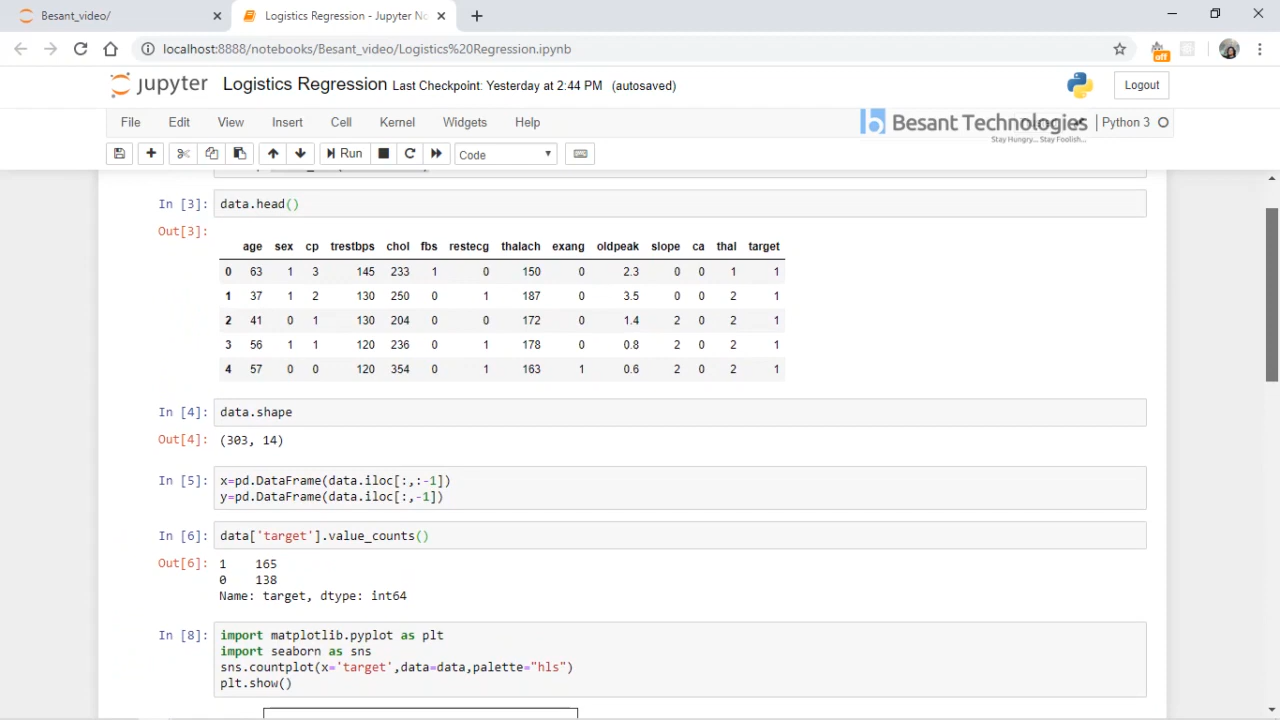 Besant_video/
Logistics Regression - Jupyter No
localhost:8888/notebooks/Besant_video/Logistics%20Regression.ipynb
off
jupyter Logistics Regression Last Checkpoint: Yesterday at 2:44 PM (autosaved)
Logout
File Edit View Insert Cell Kernel Widgets Help
Besant Technologies
Stay Hungry... Stay Foolish..
Python 3
Run
Code
In [3]: data.head()
Out[3]:
age sex cp trestbps chol fbs restecg thalach exang oldpeak slope ca thal target
0 63 1 3 145 233 1 0 150 0 2.3 0 0 1 1
1 37 1 2 130 250 0 1 187 0 3.5 0 0 2 1
2 41 0 1 130 204 0 0 172 0 1.4 2 0 2 1
3 56 1 1 120 236 0 1 178 0 0.8 2 0 2 1
4 57 0 0 120 354 0 1 163 1 0.6 2 0 2 1
In [4]: data.shape
Out[4]: (303, 14)
In [5]: x=pd.DataFrame(data.iloc[:,:-1])
y=pd.DataFrame(data.iloc[:,-1])
In [6]: data['target'].value_counts()
Out[6]: 1 165
0 138
Name: target, dtype: int64
In [8]: import matplotlib.pyplot as plt
import seaborn as sns
sns.countplot(x='target',data=data,palette="hls")
plt.show()